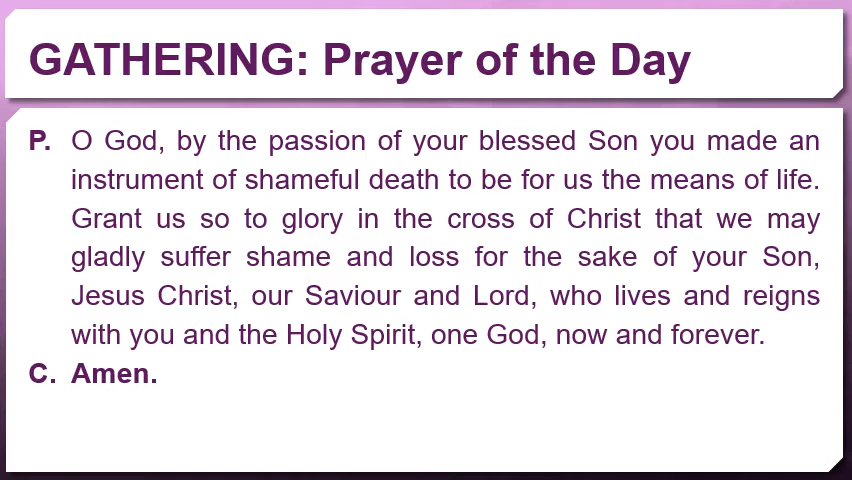 GATHERING: Prayer of the Day
P. O God, by the passion of your blessed Son you made an
instrument of shameful death to be for us the means of life.
Grant us so to glory in the cross of Christ that we may
gladly suffer shame and loss for the sake of your Son,
Jesus Christ, our Saviour and Lord, who lives and reigns
with you and the Holy Spirit, one God, now and forever.
C. Amen.